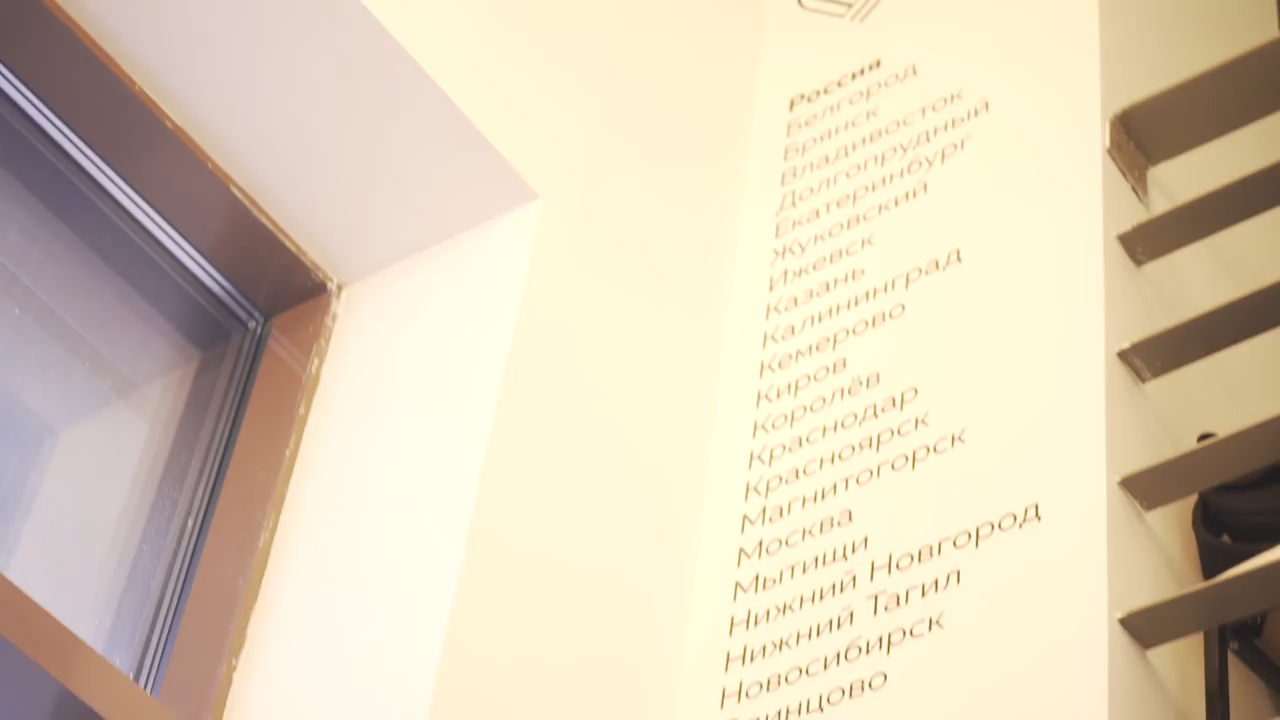 Россия
Белгород
Брянск
Владивосток
Долгопрудный
Екатеринбург
Жуковский
Ижевск
Казань
Калининград
Кемерово
Киров
Королёв
Краснодар
Красноярск
Магнитогорск
Москва
Мытищи
Нижний Новгород
Нижний Тагил
Новосибирск
Одинцово